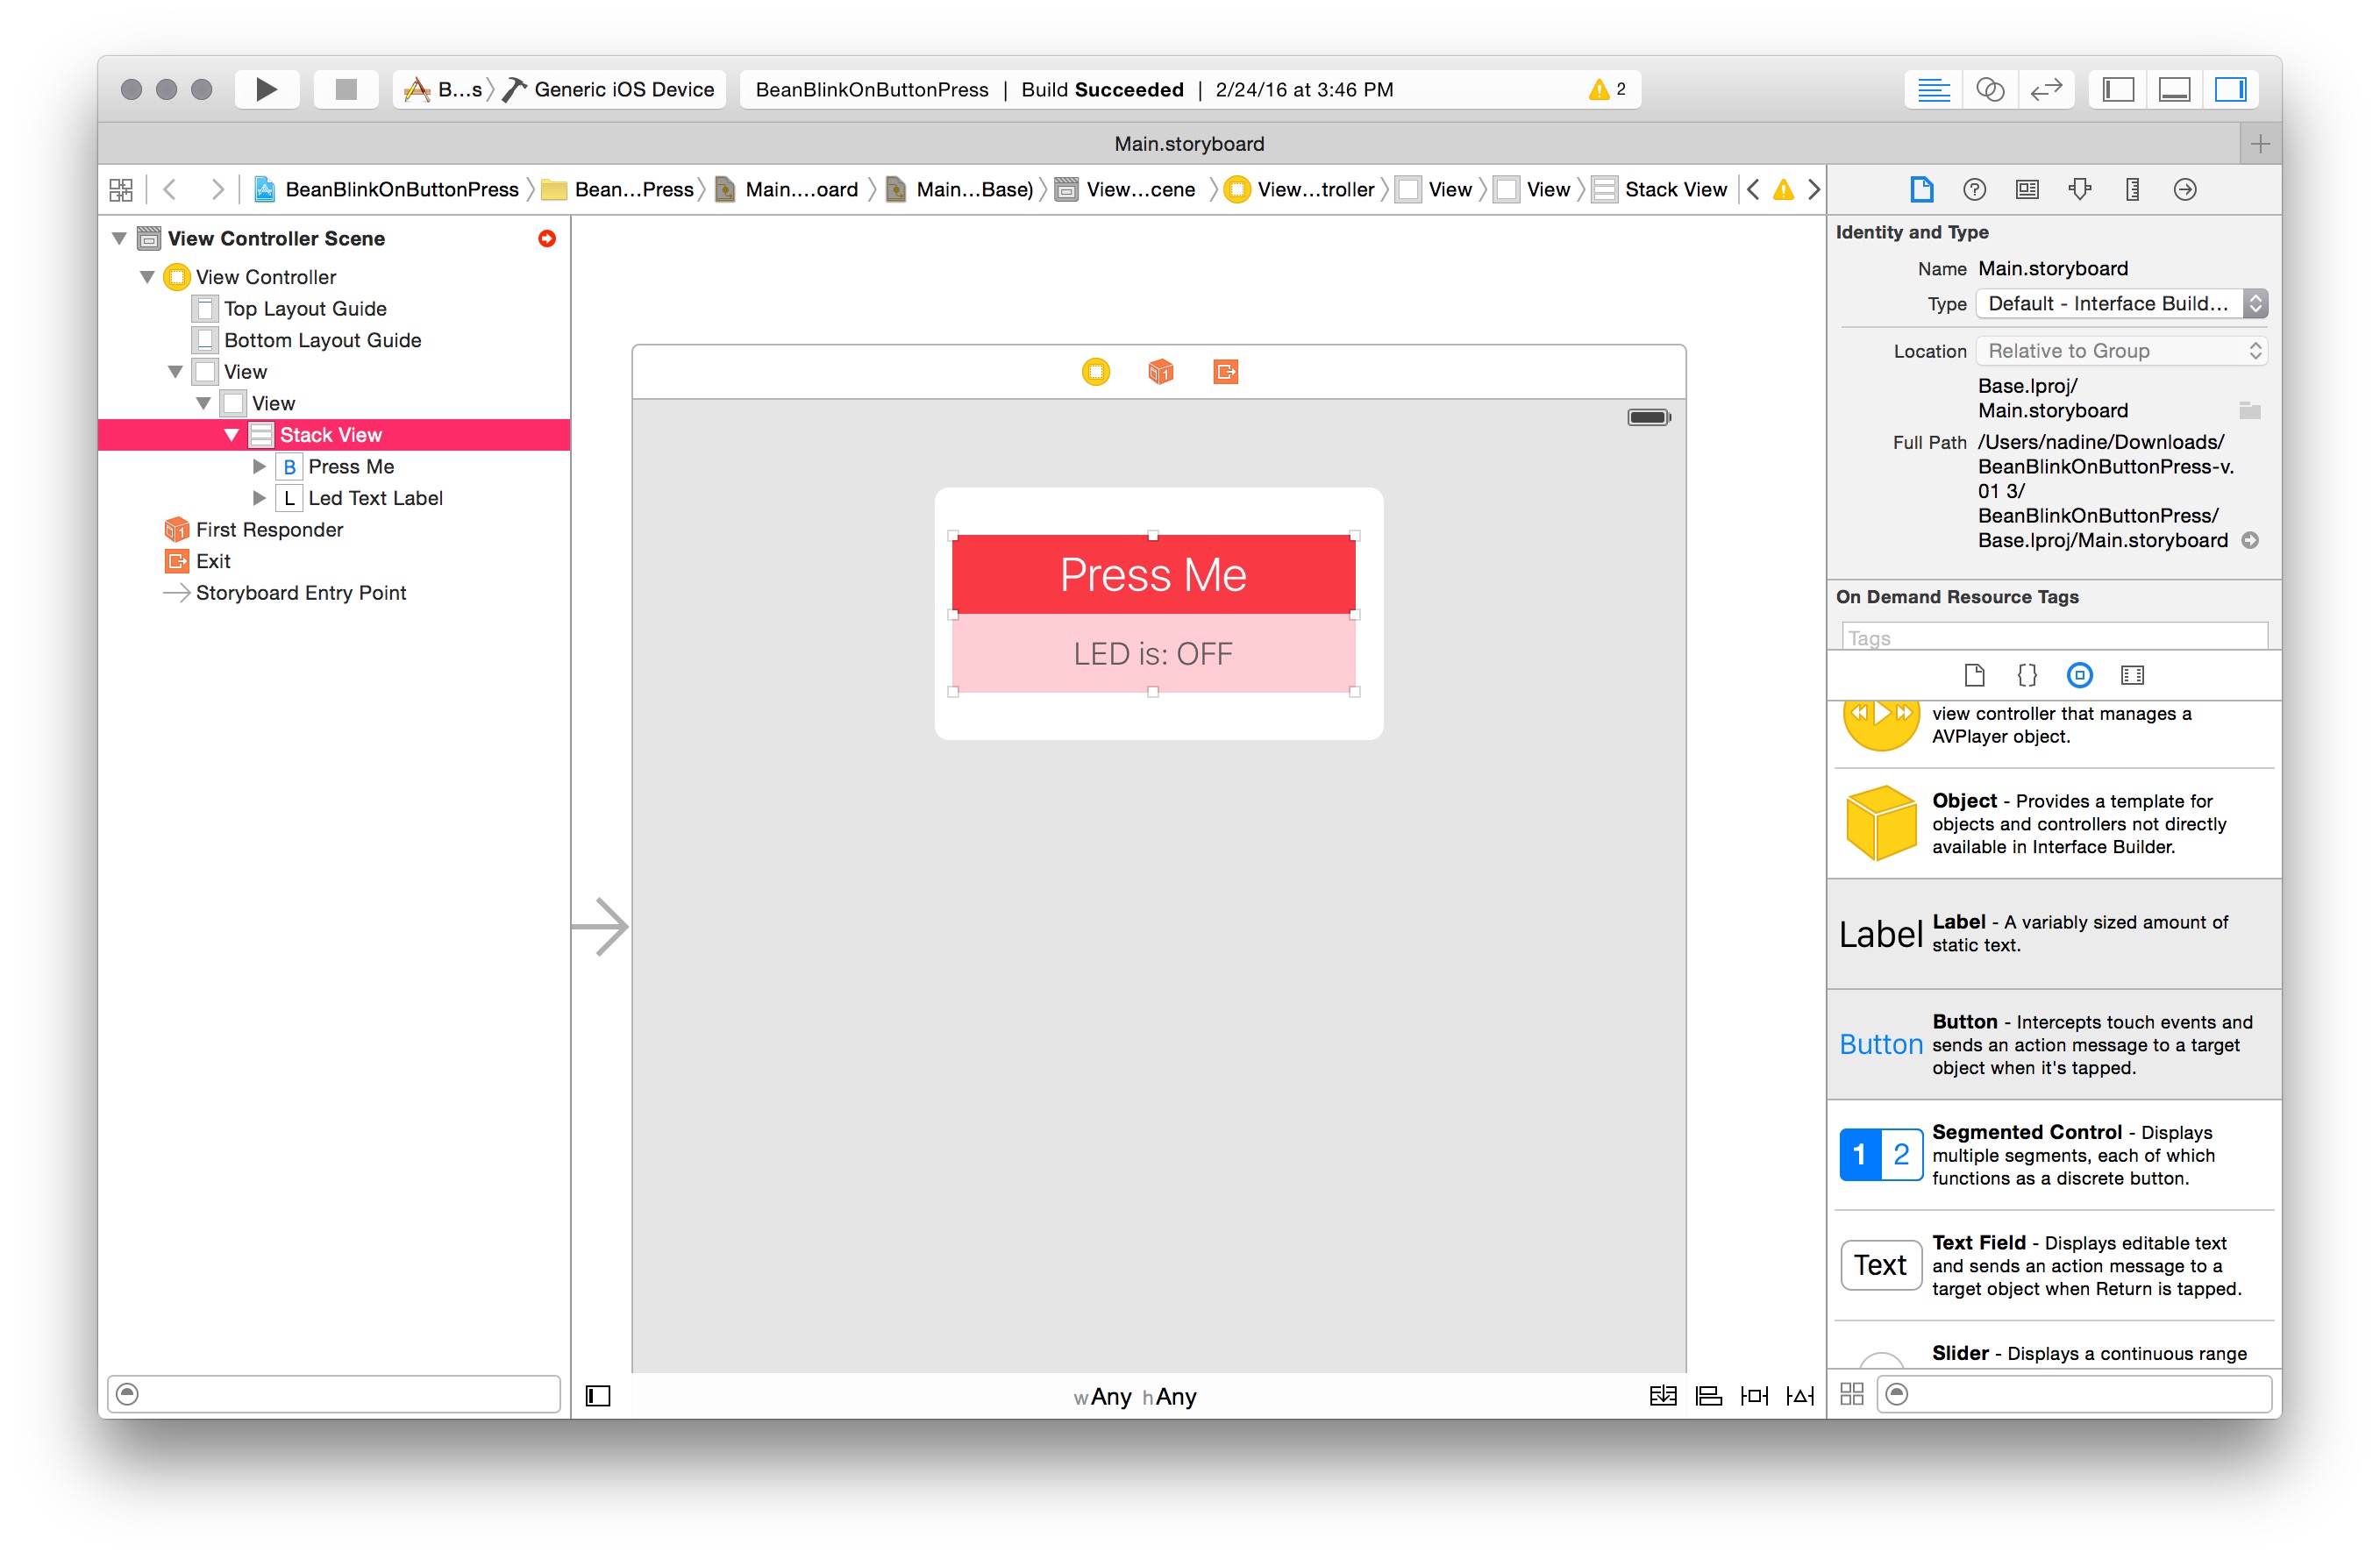 B...s
Generic iOS Device
BeanBlinkOnButtonPress | Build Succeeded | 2/24/16 at 3:46 PM
2
Main.storyboard
BeanBlinkOnButtonPress
Bean...Press
Main....oard
Main...Base)
View...cene
View...troller
View
View
Stack View
View Controller Scene
View Controller
Top Layout Guide
Bottom Layout Guide
View
View
Stack View
B Press Me
L Led Text Label
First Responder
Exit
Storyboard Entry Point
1
Press Me
LED is: OFF
wAny hAny
Identity and Type
Name Main.storyboard
Type Default - Interface Build...
Location Relative to Group
Base.lproj/
Main.storyboard
Full Path /Users/nadine/Downloads/
BeanBlinkOnButtonPress-v.
01 3/
BeanBlinkOnButtonPress/
Base.lproj/Main.storyboard
On Demand Resource Tags
Tags
view controller that manages a
AVPlayer object.
Object - Provides a template for
objects and controllers not directly
available in Interface Builder.
Label
Label - A variably sized amount of
static text.
Button
Button - Intercepts touch events and
sends an action message to a target
object when it's tapped.
1 2
Segmented Control - Displays
multiple segments, each of which
functions as a discrete button.
Text
Text Field - Displays editable text
and sends an action message to a
target object when Return is tapped.
Slider - Displays a continuous range